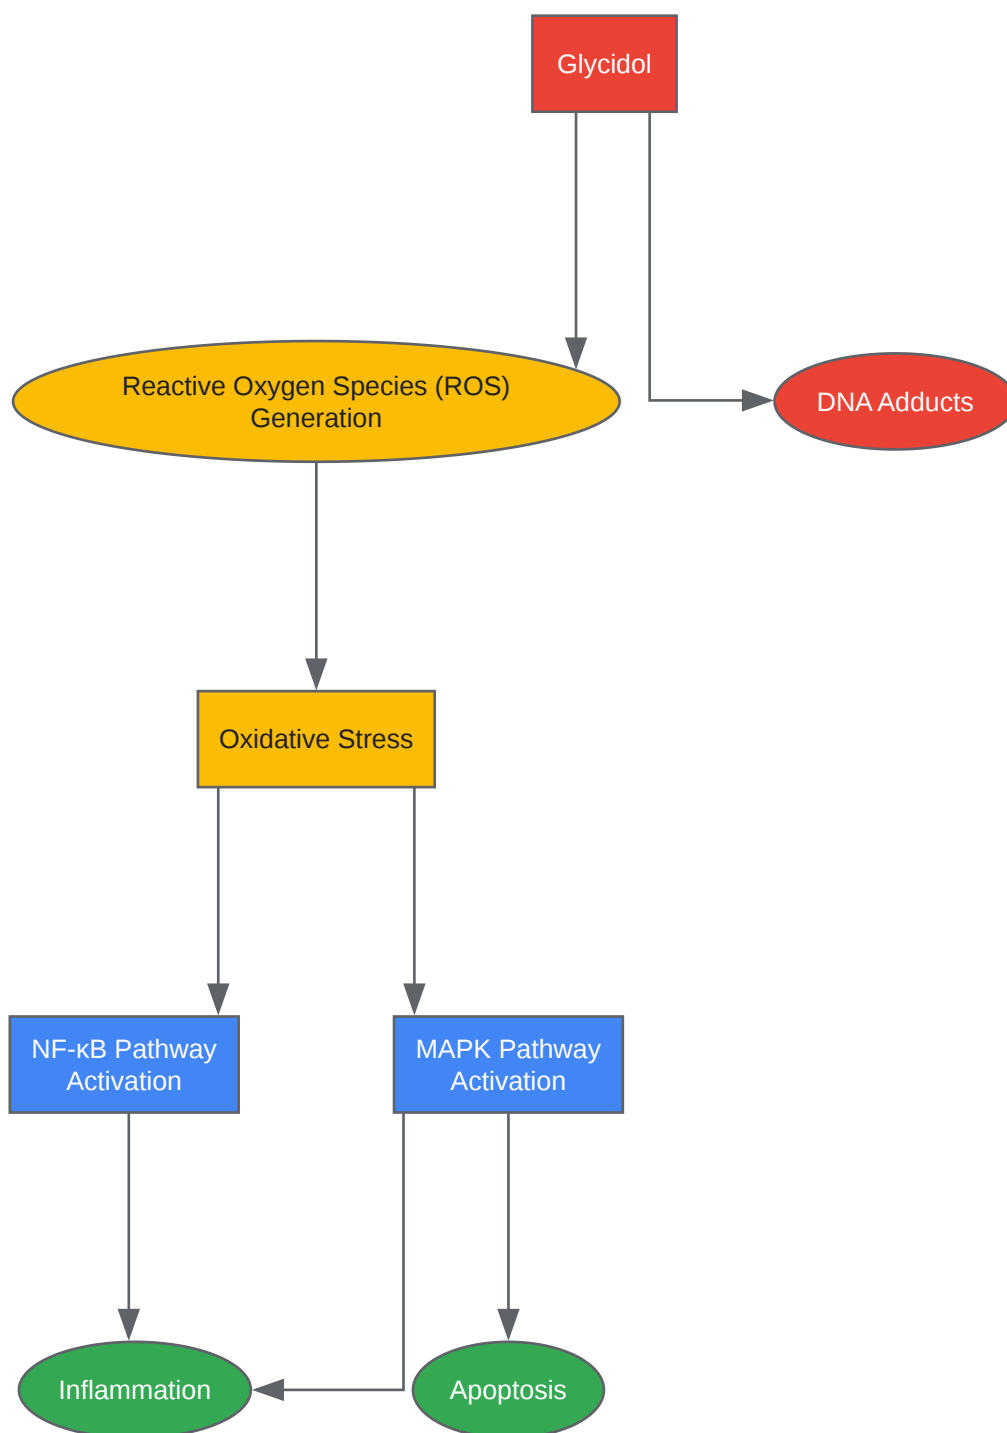 Glycidol
Reactive Oxygen Species (ROS)
Generation
DNA Adducts
Oxidative Stress
NF-κB Pathway
Activation
MAPK Pathway
Activation
Inflammation
Apoptosis